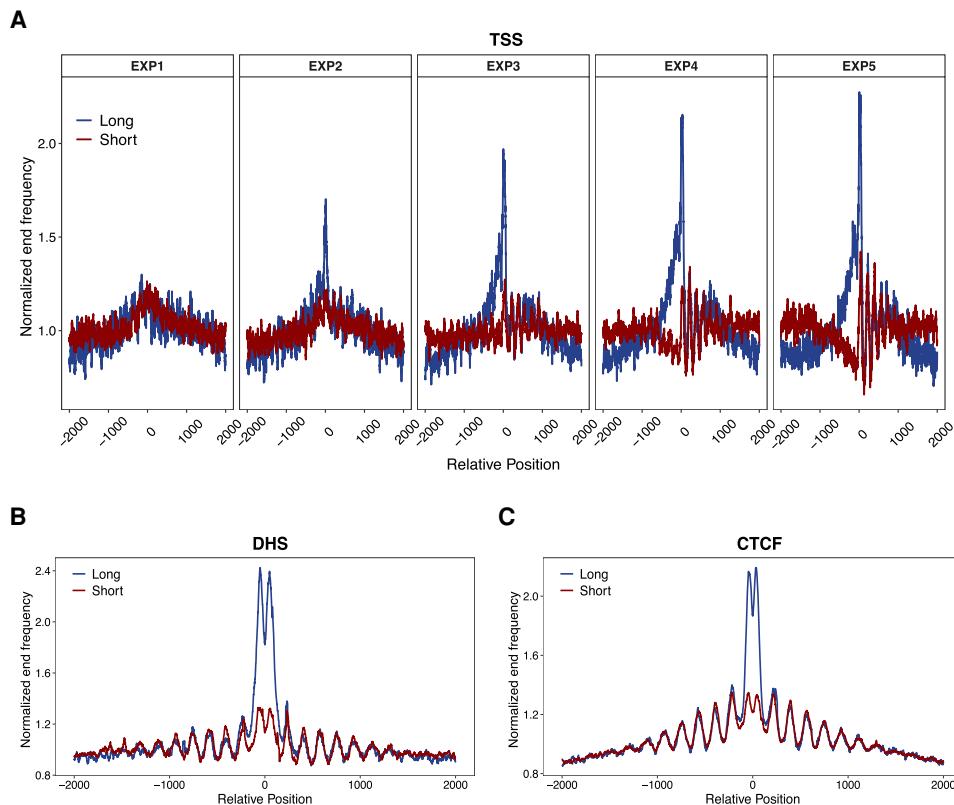 A
TSS
EXP1 EXP2 EXP3 EXP4 EXP5
Long
Short
Normalized end frequency
2.0
1.5
1.0
−2000 −1000 0 1000 2000 −2000 −1000 0 1000 2000 −2000 −1000 0 1000 2000 −2000 −1000 0 1000 2000 −2000 −1000 0 1000 2000
Relative Position
B
DHS
Long
Short
Normalized end frequency
2.4
2.0
1.6
1.2
0.8
−2000 −1000 0 1000 2000
Relative Position
C
CTCF
Long
Short
Normalized end frequency
2.0
1.6
1.2
0.8
−2000 −1000 0 1000 2000
Relative Position